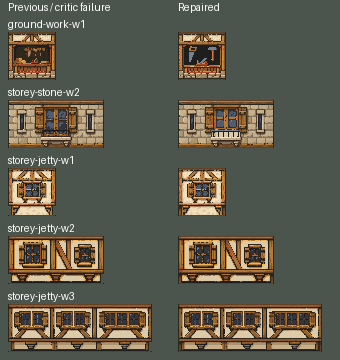 Previous / critic failure
Repaired
ground-work-w1
storey-stone-w2
storey-jetty-w1
storey-jetty-w2
storey-jetty-w3